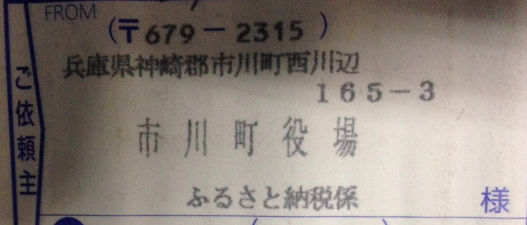 FROM
(〒679-2315)
兵庫県神崎郡市川町西川辺
165-3
ご依頼主
市川町役場
ふるさと納税係
様